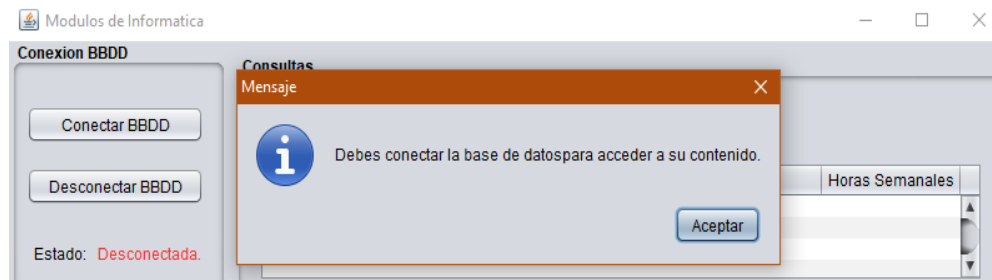 Modulos de Informatica
Conexion BBDD
Consultas
Mensaje
Conectar BBDD
Debes conectar la base de datospara acceder a su contenido.
Desconectar BBDD
Horas Semanales
Aceptar
Estado: Desconectada.